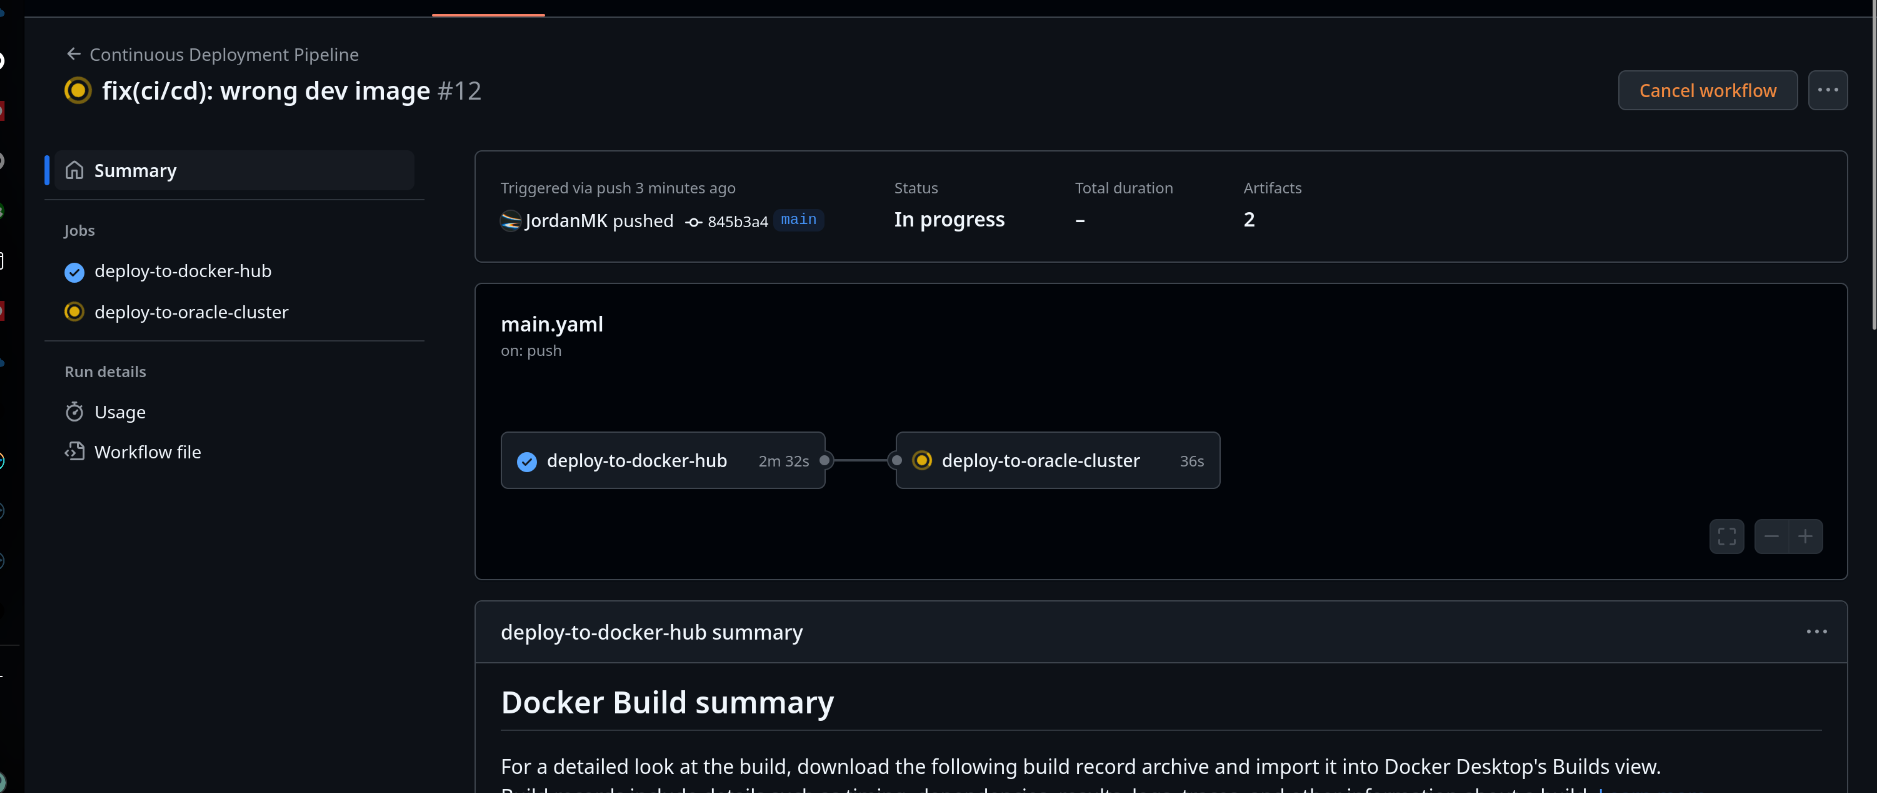 Continuous Deployment Pipeline
fix(ci/cd): wrong dev image #12
Cancel workflow
Summary
Jobs
deploy-to-docker-hub
deploy-to-oracle-cluster
Run details
Usage
Workflow file
Triggered via push 3 minutes ago
JordanMK pushed 845b3a4 main
Status
In progress
Total duration
–
Artifacts
2
main.yaml
on: push
deploy-to-docker-hub 2m 32s
deploy-to-oracle-cluster 36s
deploy-to-docker-hub summary
Docker Build summary
For a detailed look at the build, download the following build record archive and import it into Docker Desktop's Builds view.